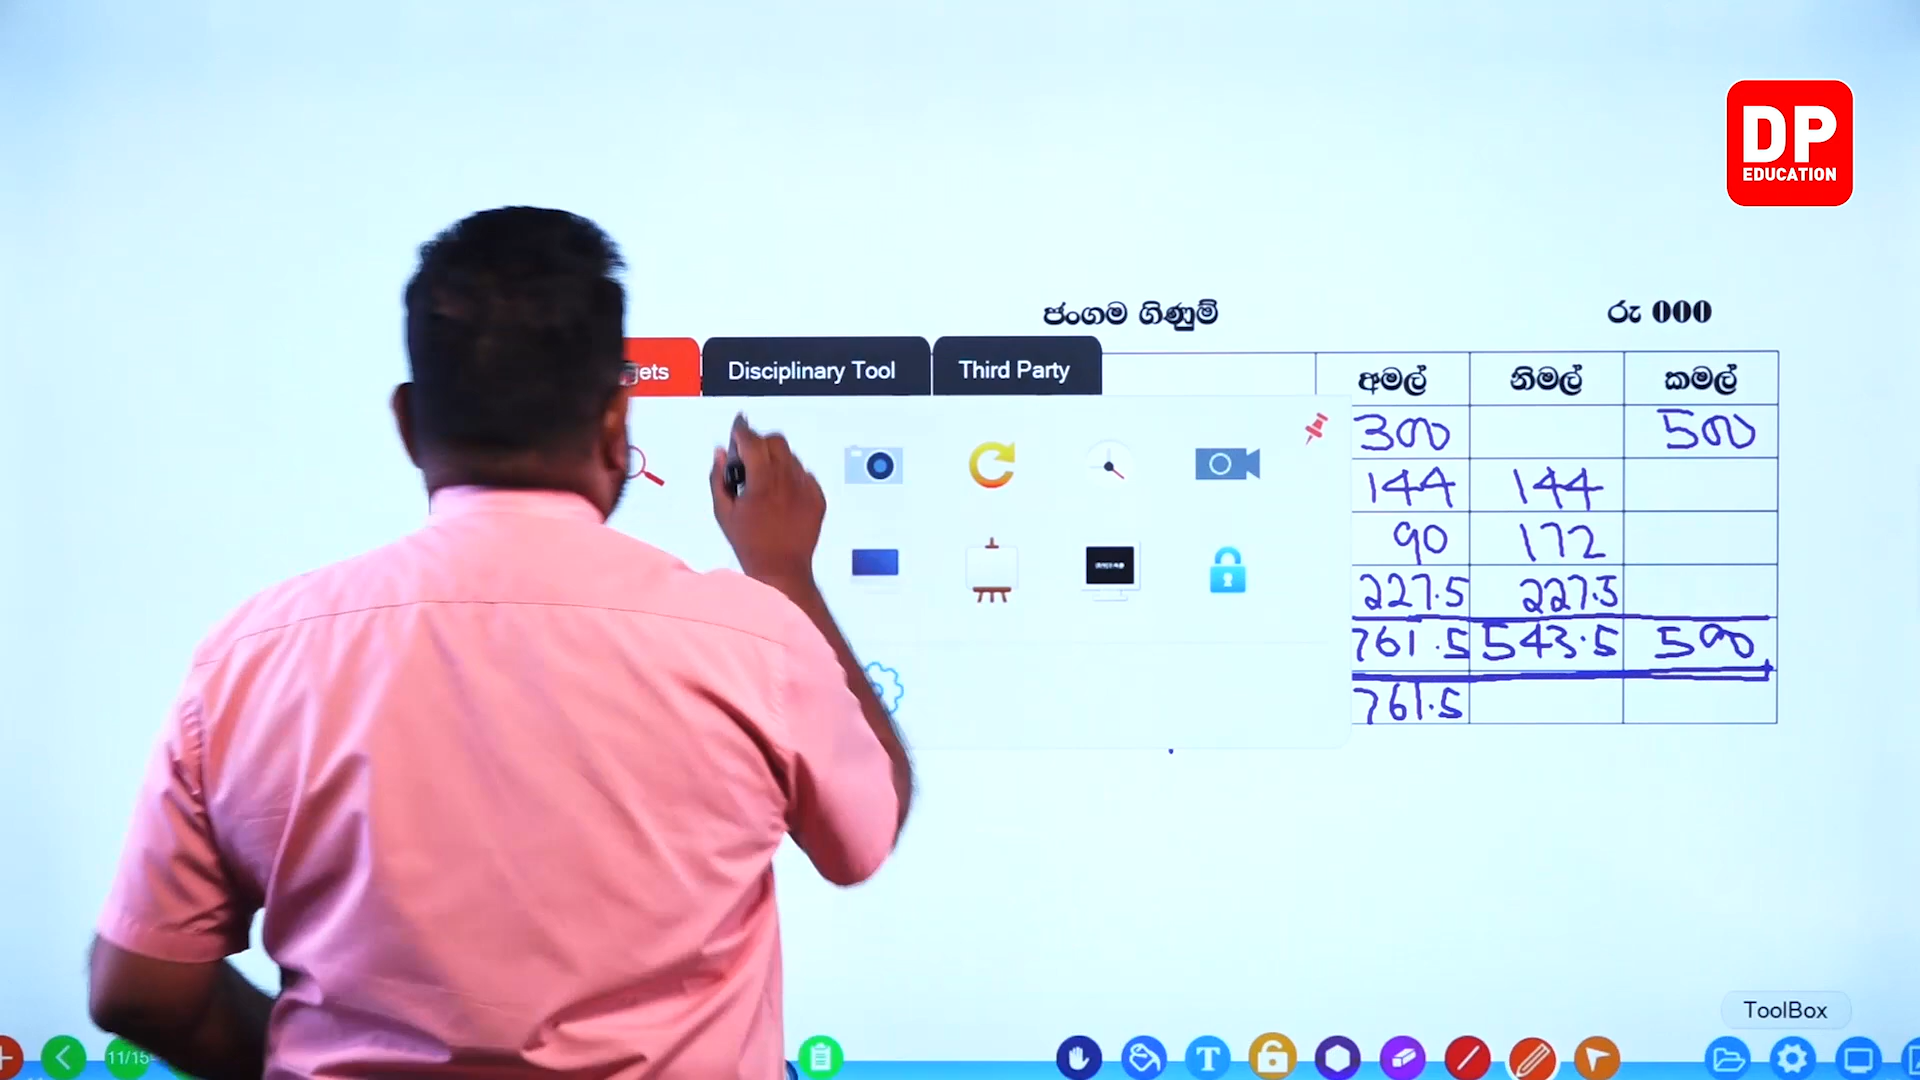 DP
EDUCATION
ජංගම ගිණුම් රු 000
gets Disciplinary Tool Third Party
අමල් නිමල් කමල්
300 500
144 144
90 172
227.5 227.5
761.5 543.5 500
761.5
ToolBox
11/15
T